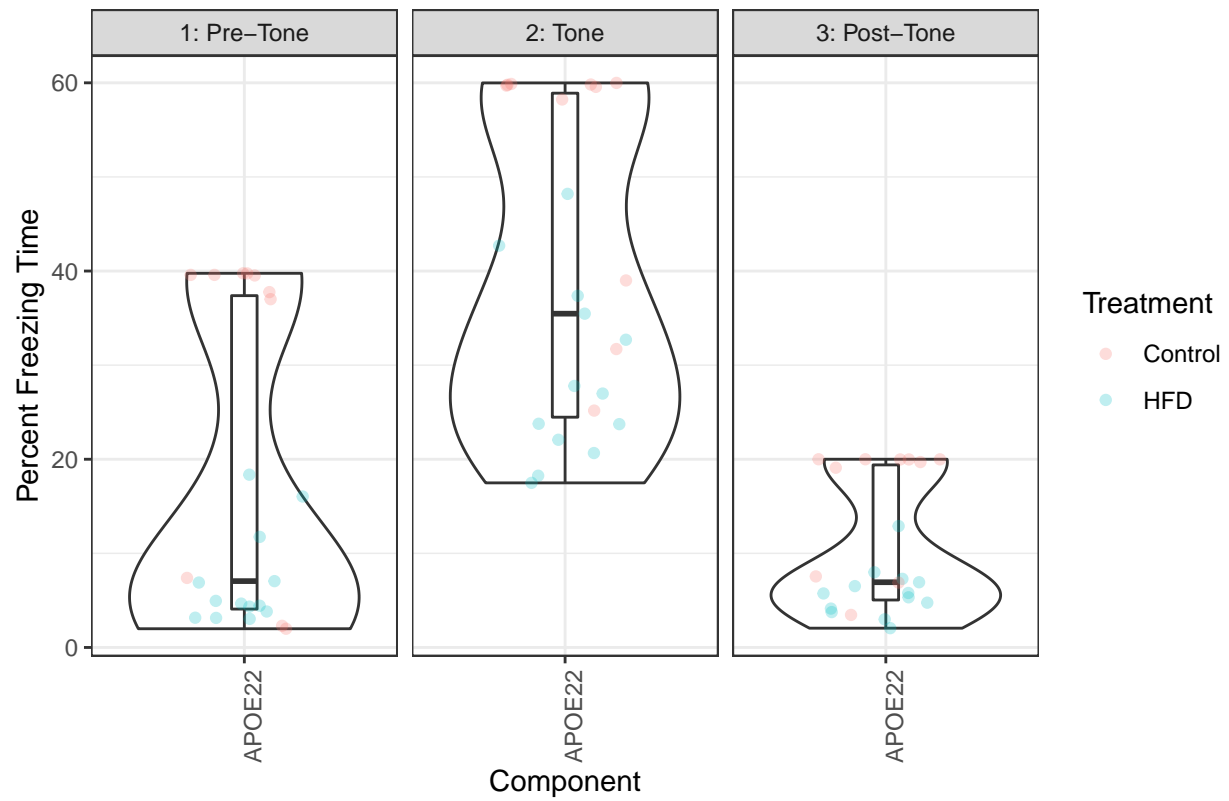 1: Pre−Tone
2: Tone
3: Post−Tone
Percent Freezing Time
60
40
20
0
APOE22
APOE22
APOE22
Component
Treatment
Control
HFD